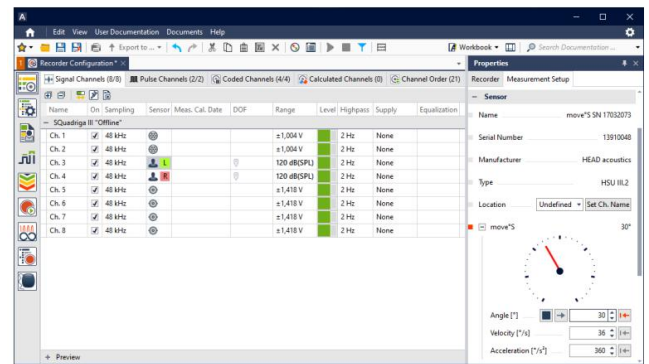 A
Edit View User Documentation Documents Help
Export to ... Workbook Search Documentation ...
1 Recorder Configuration* ×
Signal Channels (8/8) Pulse Channels (2/2) Coded Channels (4/4) Calculated Channels (0) Channel Order (21)
Name On Sampling Sensor Meas. Cal. Date DOF Range Level Highpass Supply Equalization
SQuadriga III "Offline"
Ch. 1 48 kHz ±1,004 V 2 Hz None
Ch. 2 48 kHz ±1,004 V 2 Hz None
Ch. 3 48 kHz L 120 dB(SPL) 2 Hz None
Ch. 4 48 kHz R 120 dB(SPL) 2 Hz None
Ch. 5 48 kHz ±1,418 V 2 Hz None
Ch. 6 48 kHz ±1,418 V 2 Hz None
Ch. 7 48 kHz ±1,418 V 2 Hz None
Ch. 8 48 kHz ±1,418 V 2 Hz None
+ Preview
Properties
Recorder Measurement Setup
− Sensor
Name move°S SN 17032073
Serial Number 13910048
Manufacturer HEAD acoustics
Type HSU III.2
Location Undefined Set Ch. Name
move°S 30°
Angle [°] 30
Velocity [°/s] 36
Acceleration [°/s²] 360